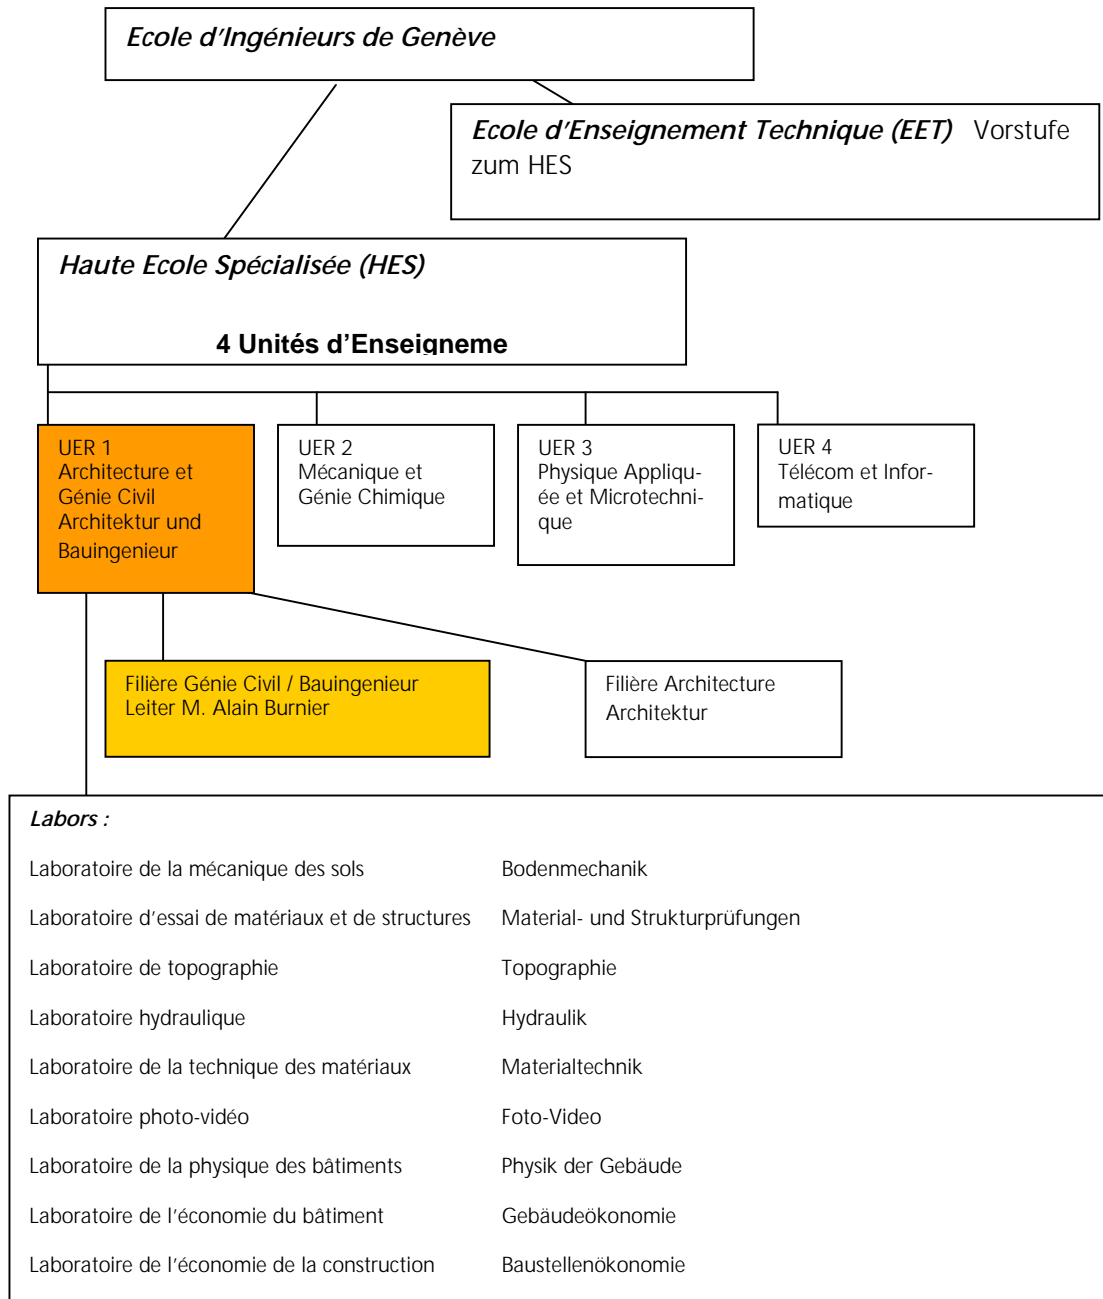 Ecole d'Ingénieurs de Genève
Ecole d'Enseignement Technique (EET) Vorstufe
zum HES
Haute Ecole Spécialisée (HES)
4 Unités d'Enseigneme
UER 1
Architecture et
Génie Civil
Architektur und
Bauingenieur
UER 2
Mécanique et
Génie Chimique
UER 3
Physique Appliqu-
ée et Microtechni-
que
UER 4
Télécom et Infor-
matique
Filière Génie Civil / Bauingenieur
Leiter M. Alain Burnier
Filière Architecture
Architektur
Labors :
Laboratoire de la mécanique des sols Bodenmechanik
Laboratoire d'essai de matériaux et de structures Material- und Strukturprüfungen
Laboratoire de topographie Topographie
Laboratoire hydraulique Hydraulik
Laboratoire de la technique des matériaux Materialtechnik
Laboratoire photo-vidéo Foto-Video
Laboratoire de la physique des bâtiments Physik der Gebäude
Laboratoire de l'économie du bâtiment Gebäudeökonomie
Laboratoire de l'économie de la construction Baustellenökonomie